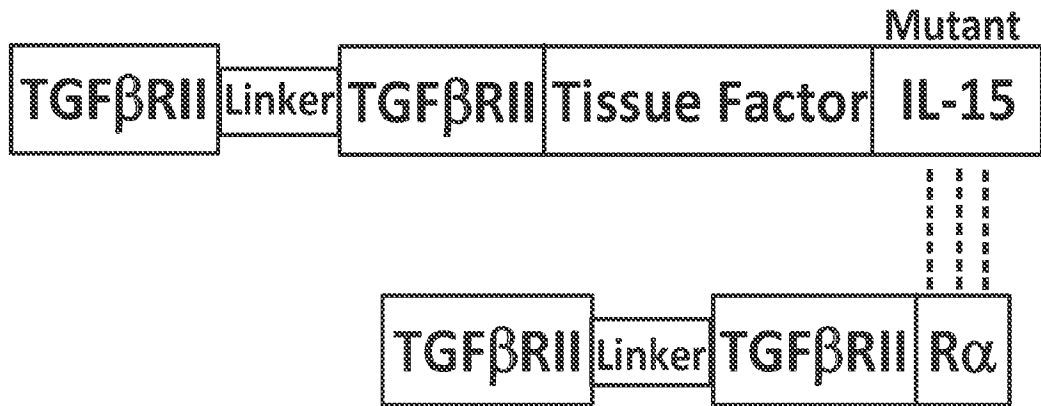 Mutant
TGFβRII Linker TGFβRII Tissue Factor IL-15
TGFβRII Linker TGFβRII Rα